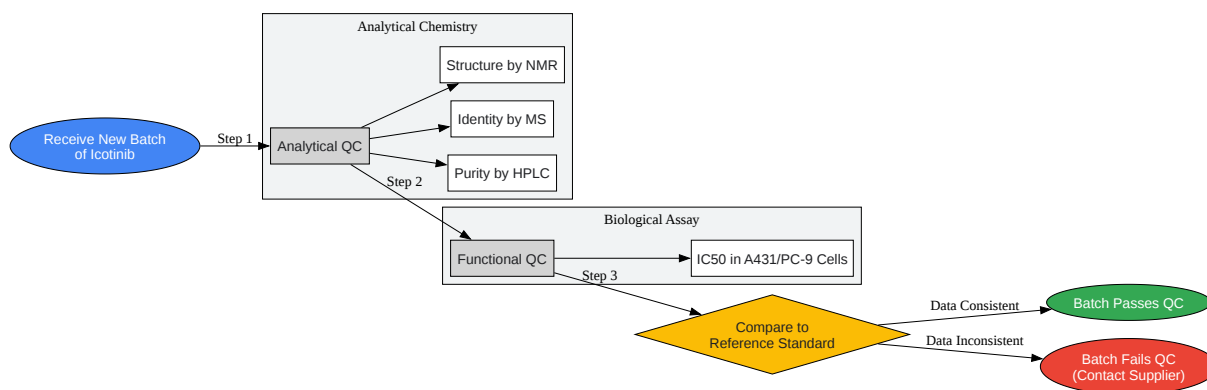 Analytical Chemistry
Structure by NMR
Identity by MS
Receive New Batch
of Icotinib
Step 1
Analytical QC
Purity by HPLC
Step 2
Biological Assay
Functional QC
IC50 in A431/PC-9 Cells
Step 3
Compare to
Reference Standard
Data Consistent
Batch Passes QC
Data Inconsistent
Batch Fails QC
(Contact Supplier)